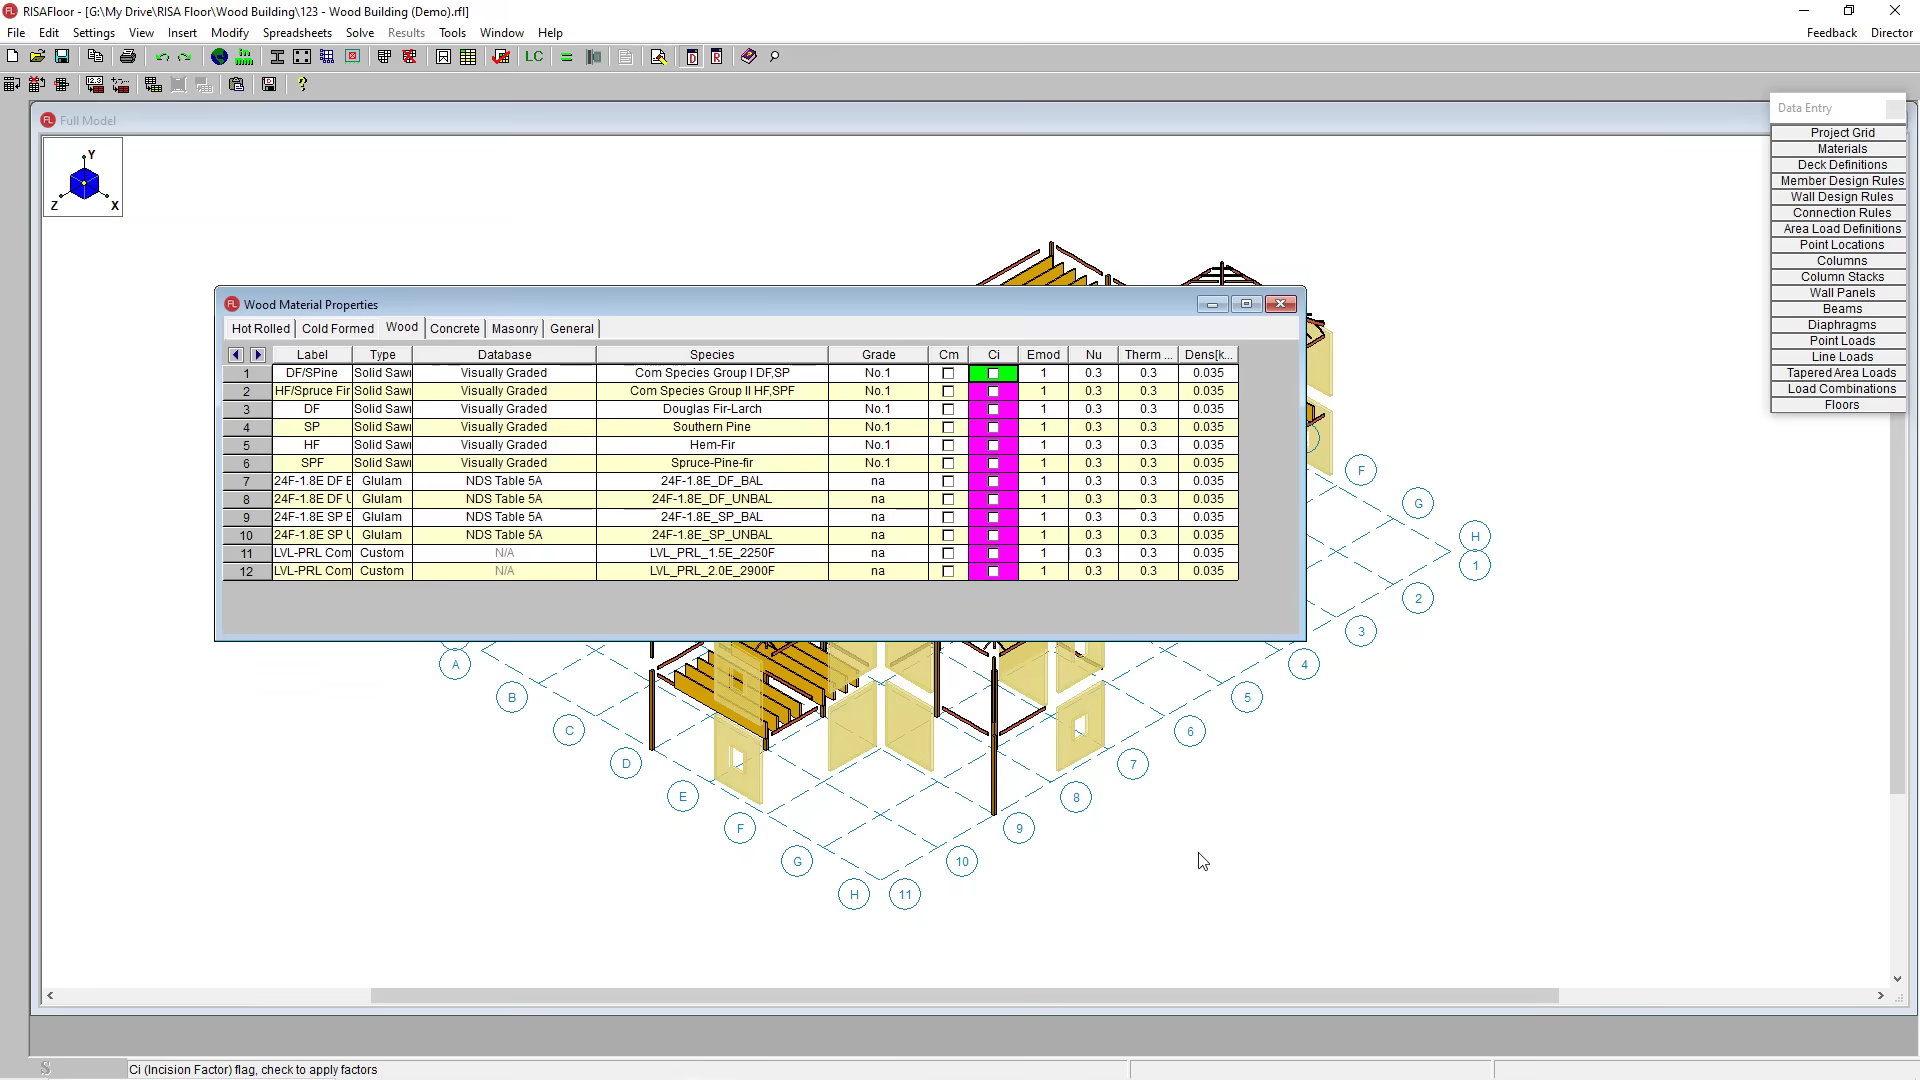 RISAFloor - [G:\My Drive\RISA Floor\Wood Building\123 - Wood Building (Demo).rfl]
File Edit Settings View Insert Modify Spreadsheets Solve Results Tools Window Help
Feedback Director
LC
D R
Full Model
Y
Z X
Data Entry
Project Grid
Materials
Deck Definitions
Member Design Rules
Wall Design Rules
Connection Rules
Area Load Definitions
Point Locations
Columns
Column Stacks
Wall Panels
Beams
Diaphragms
Point Loads
Line Loads
Tapered Area Loads
Load Combinations
Floors
Wood Material Properties
Hot Rolled Cold Formed Wood Concrete Masonry General
Label Type Database Species Grade Cm Ci Emod Nu Therm ... Dens[k...
1 DF/SPine Solid Saw Visually Graded Com Species Group I DF,SP No.1 1 0.3 0.3 0.035
2 HF/Spruce Fir Solid Saw Visually Graded Com Species Group II HF,SPF No.1 1 0.3 0.3 0.035
3 DF Solid Saw Visually Graded Douglas Fir-Larch No.1 1 0.3 0.3 0.035
4 SP Solid Saw Visually Graded Southern Pine No.1 1 0.3 0.3 0.035
5 HF Solid Saw Visually Graded Hem-Fir No.1 1 0.3 0.3 0.035
6 SPF Solid Saw Visually Graded Spruce-Pine-fir No.1 1 0.3 0.3 0.035
7 24F-1.8E DF Glulam NDS Table 5A 24F-1.8E_DF_BAL na 1 0.3 0.3 0.035
8 24F-1.8E DF Glulam NDS Table 5A 24F-1.8E_DF_UNBAL na 1 0.3 0.3 0.035
9 24F-1.8E SP Glulam NDS Table 5A 24F-1.8E_SP_BAL na 1 0.3 0.3 0.035
10 24F-1.8E SP Glulam NDS Table 5A 24F-1.8E_SP_UNBAL na 1 0.3 0.3 0.035
11 LVL-PRL Com Custom N/A LVL_PRL_1.5E_2250F na 1 0.3 0.3 0.035
12 LVL-PRL Com Custom N/A LVL_PRL_2.0E_2900F na 1 0.3 0.3 0.035
F
G
H
1
2
3
4
5
6
7
8
9
10
11
A
B
C
D
E
F
G
H
Ci (Incision Factor) flag, check to apply factors